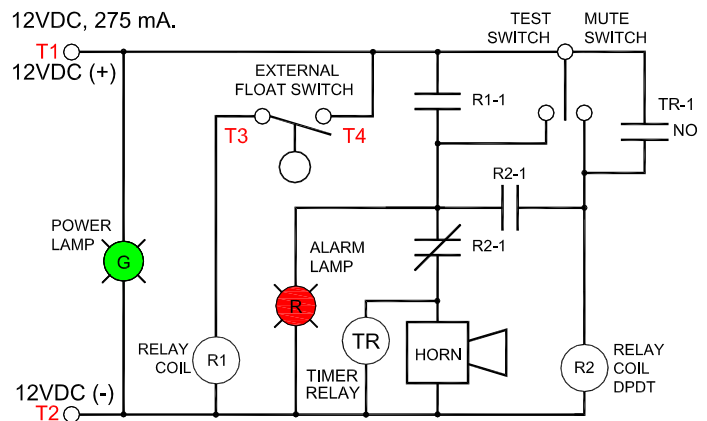 12VDC, 275 mA.
T1
12VDC (+)
TEST
SWITCH
MUTE
SWITCH
EXTERNAL
FLOAT SWITCH
T3
T4
R1-1
TR-1
NO
R2-1
R2-1
POWER
LAMP
G
ALARM
LAMP
R
RELAY
COIL
R1
TR
TIMER
RELAY
HORN
R2
RELAY
COIL
DPDT
12VDC (-)
T2